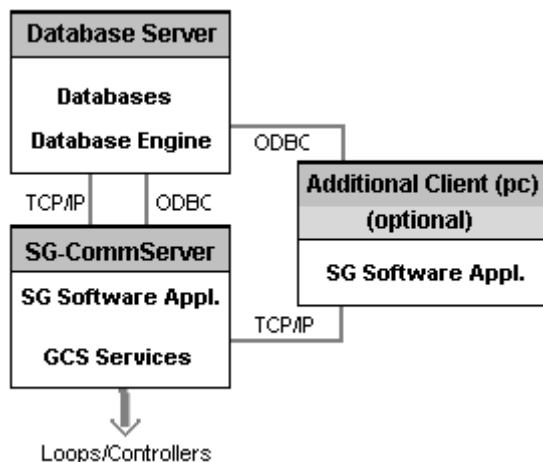 Database Server
Databases
Database Engine
ODBC
TCP/IP
ODBC
Additional Client (pc)
(optional)
SG Software Appl.
SG-CommServer
SG Software Appl.
GCS Services
TCP/IP
Loops/Controllers